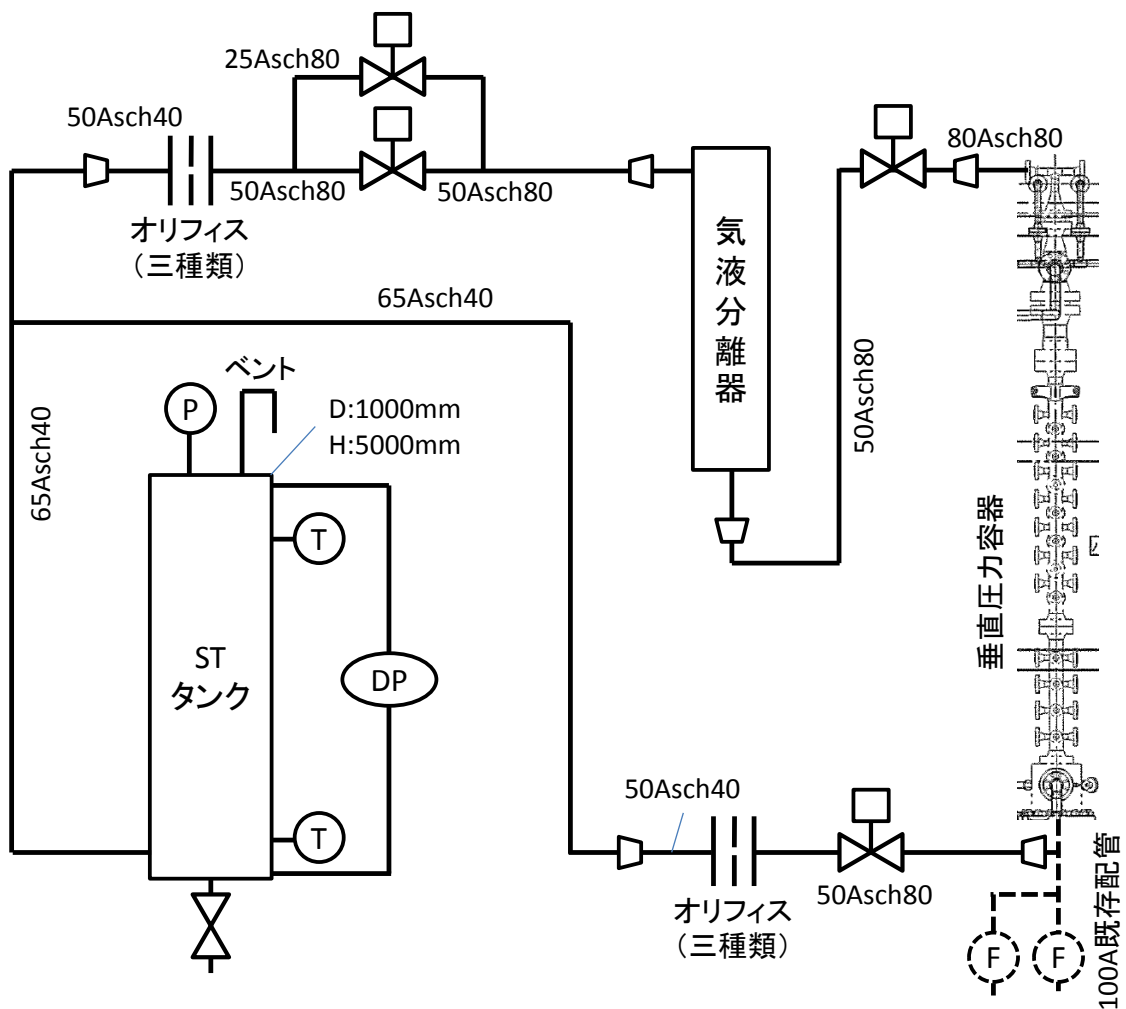 25Asch80
50Asch40
80Asch80
50Asch80
50Asch80
オリフィス
（三種類）
気液分離器
65Asch40
50Asch80
ベント
P
D:1000mm
H:5000mm
65Asch40
T
垂直圧力容器
ST
タンク
DP
50Asch40
T
50Asch80
オリフィス
（三種類）
100A既存配管
F
F